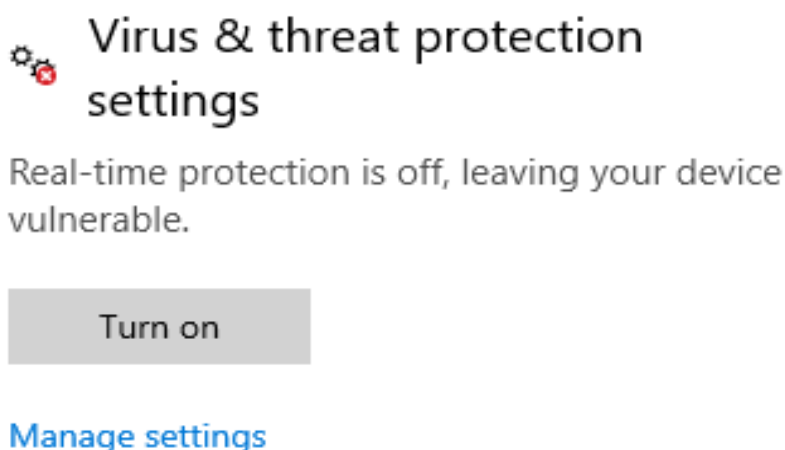 Virus & threat protection
settings
Real-time protection is off, leaving your device
vulnerable.
Turn on
Manage settings